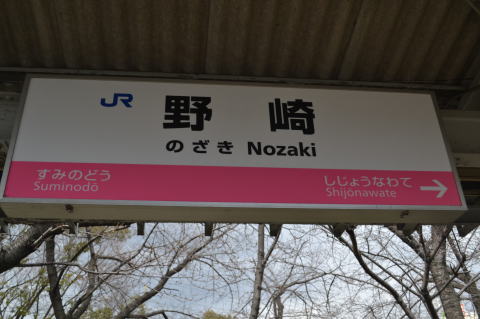 JR 野崎
のざき Nozaki
すみのどう しじょうなわて →
Suminodō Shijōnawate